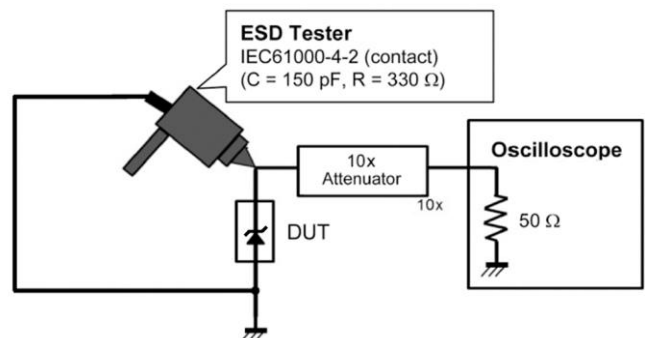 ESD Tester
IEC61000-4-2 (contact)
(C = 150 pF, R = 330 Ω)
10x
Attenuator
10x
Oscilloscope
50 Ω
DUT